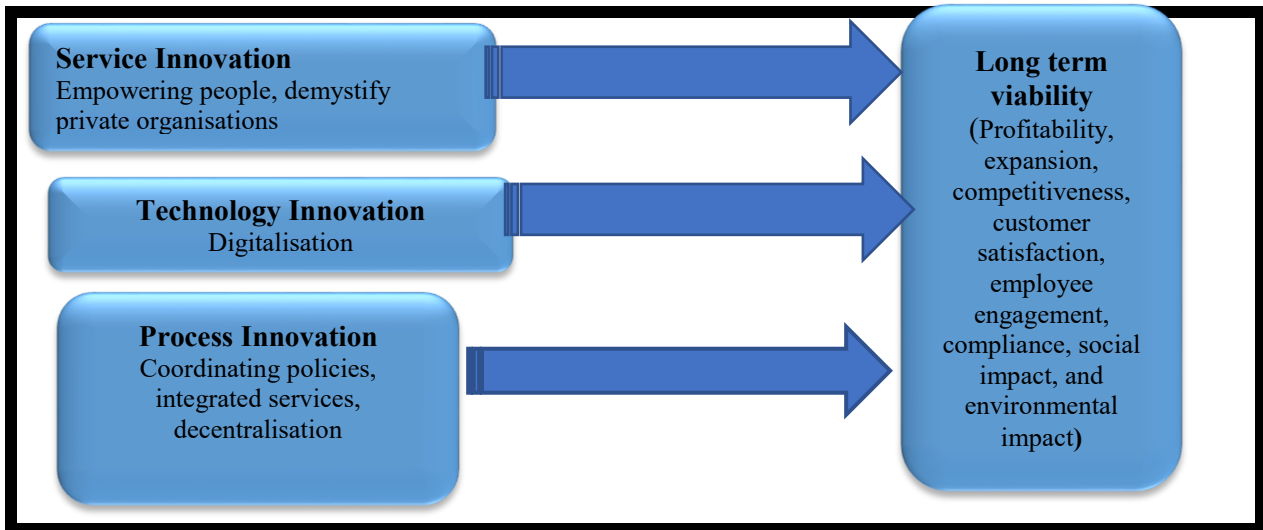 Service Innovation
Empowering people, demystify
private organisations
Technology Innovation
Digitalisation
Process Innovation
Coordinating policies,
integrated services,
decentralisation
Long term
viability
(Profitability,
expansion,
competitiveness,
customer
satisfaction,
employee
engagement,
compliance, social
impact, and
environmental
impact)